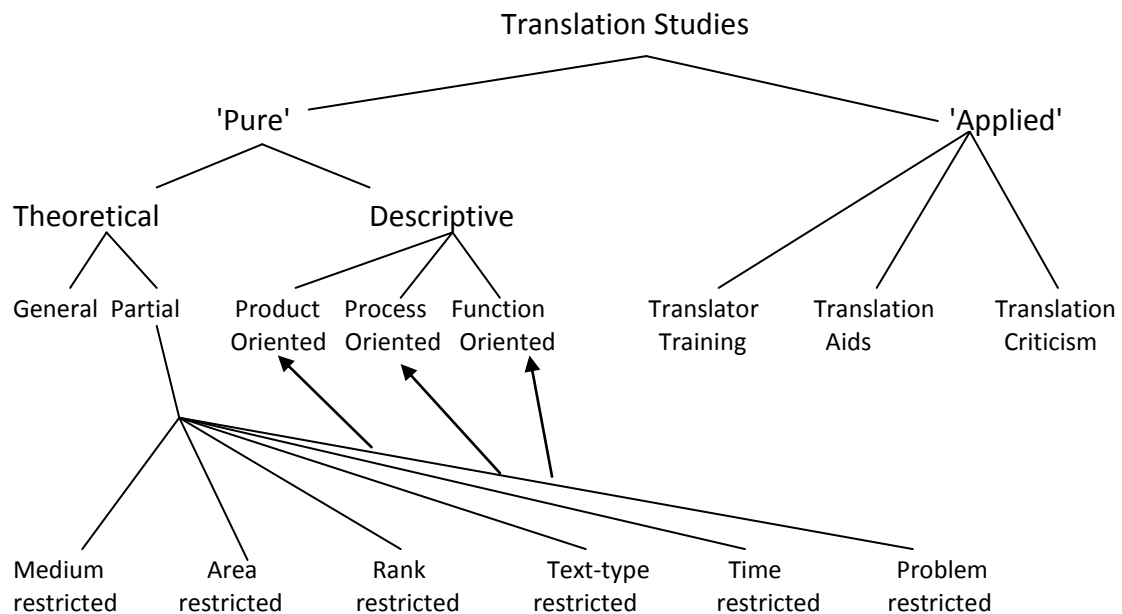 Translation Studies
'Pure'
'Applied'
Theoretical
Descriptive
General Partial
Product
Oriented
Process
Oriented
Function
Oriented
Translator
Training
Translation
Aids
Translation
Criticism
Medium
restricted
Area
restricted
Rank
restricted
Text-type
restricted
Time
restricted
Problem
restricted